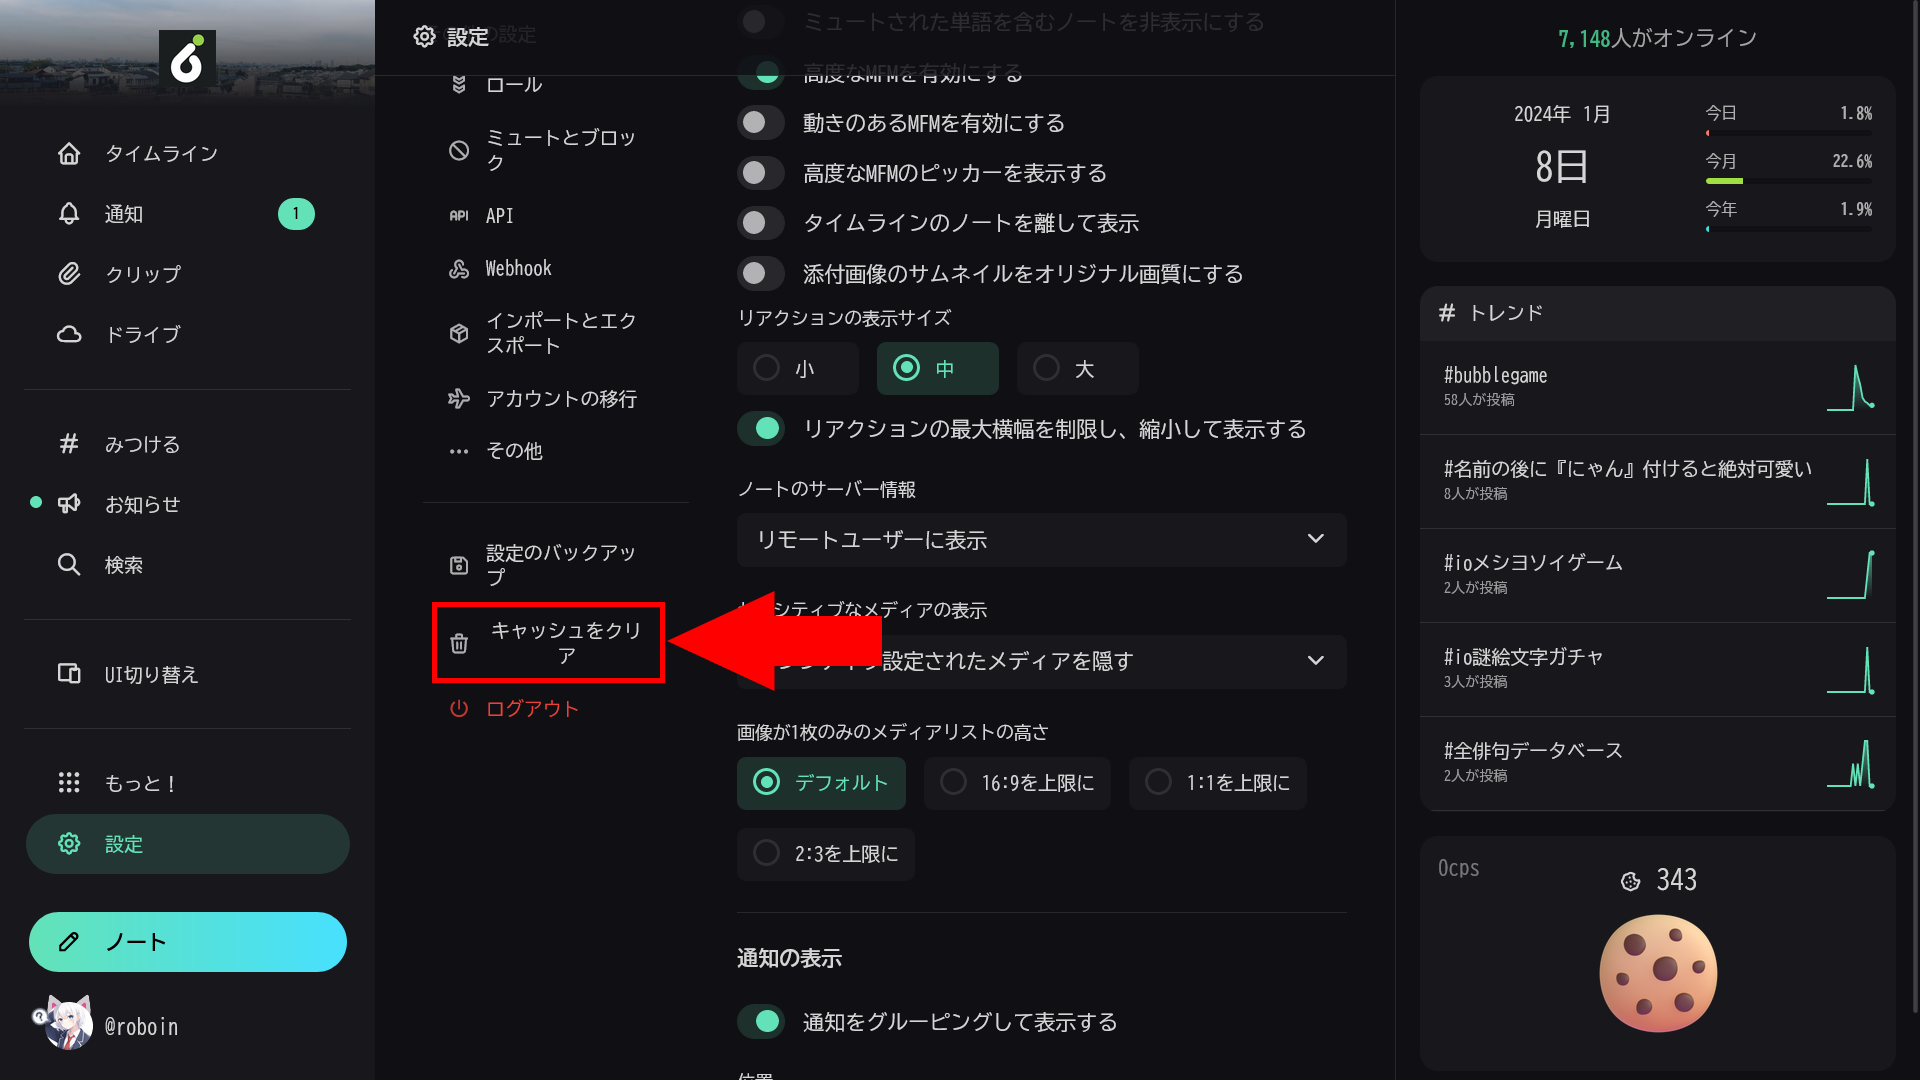 タイムライン
通知
1
クリップ
ドライブ
みつける
お知らせ
検索
UI切り替え
もっと！
設定
ノート
@roboin
設定
ロール
ミュートとブロッ
ク
API
API
Webhook
インポートとエク
スポート
アカウントの移行
その他
設定のバックアッ
プ
キャッシュをクリ
ア
ログアウト
ミュートされた単語を含むノートを非表示にする
高度なMFMを有効にする
動きのあるMFMを有効にする
高度なMFMのピッカーを表示する
タイムラインのノートを離して表示
添付画像のサムネイルをオリジナル画質にする
リアクションの表示サイズ
小
中
大
リアクションの最大横幅を制限し、縮小して表示する
ノートのサーバー情報
リモートユーザーに表示
シティブなメディアの表示
設定されたメディアを隠す
画像が1枚のみのメディアリストの高さ
デフォルト
16:9を上限に
1:1を上限に
2:3を上限に
通知の表示
通知をグルーピングして表示する
位置
7,148人がオンライン
2024年 1月
8日
月曜日
今日 1.8%
今月 22.6%
今年 1.9%
トレンド
#bubblegame
58人が投稿
#名前の後に『にゃん』付けると絶対可愛い
8人が投稿
#ioメシヨソイゲーム
2人が投稿
#io謎絵文字ガチャ
3人が投稿
#全俳句データベース
2人が投稿
0cps
343